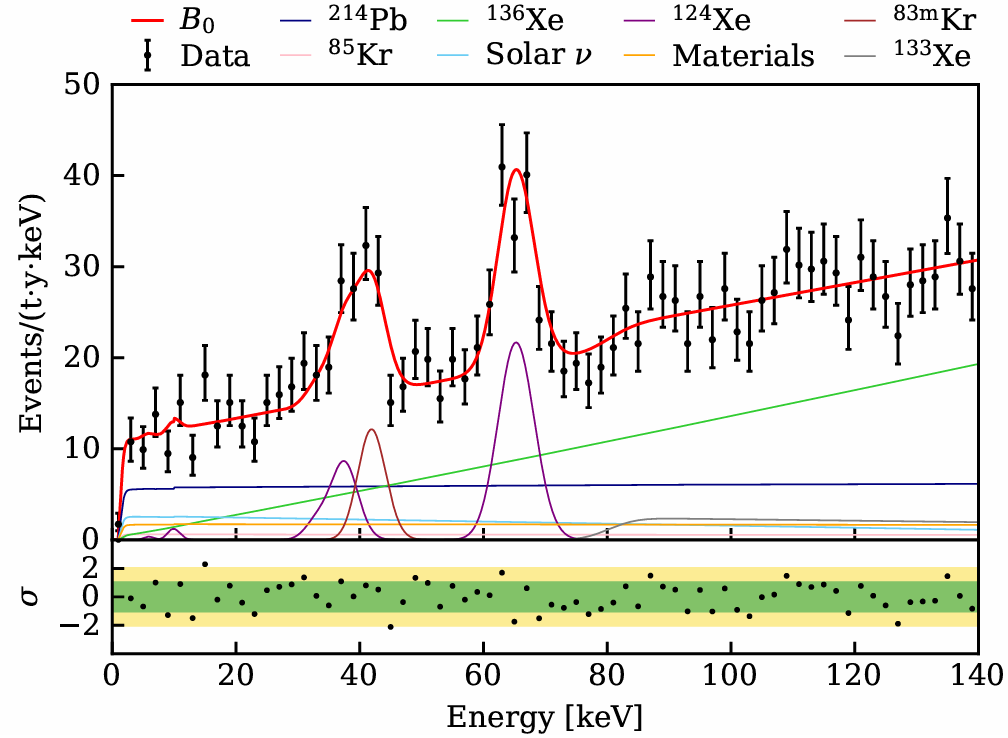 B₀ ²¹⁴Pb ¹³⁶Xe ¹²⁴Xe ⁸³ᵐKr
Data ⁸⁵Kr Solar ν Materials ¹³³Xe
50
40
30
20
10
0
Events/(t·y·keV)
2
0
−2
σ
0 20 40 60 80 100 120 140
Energy [keV]